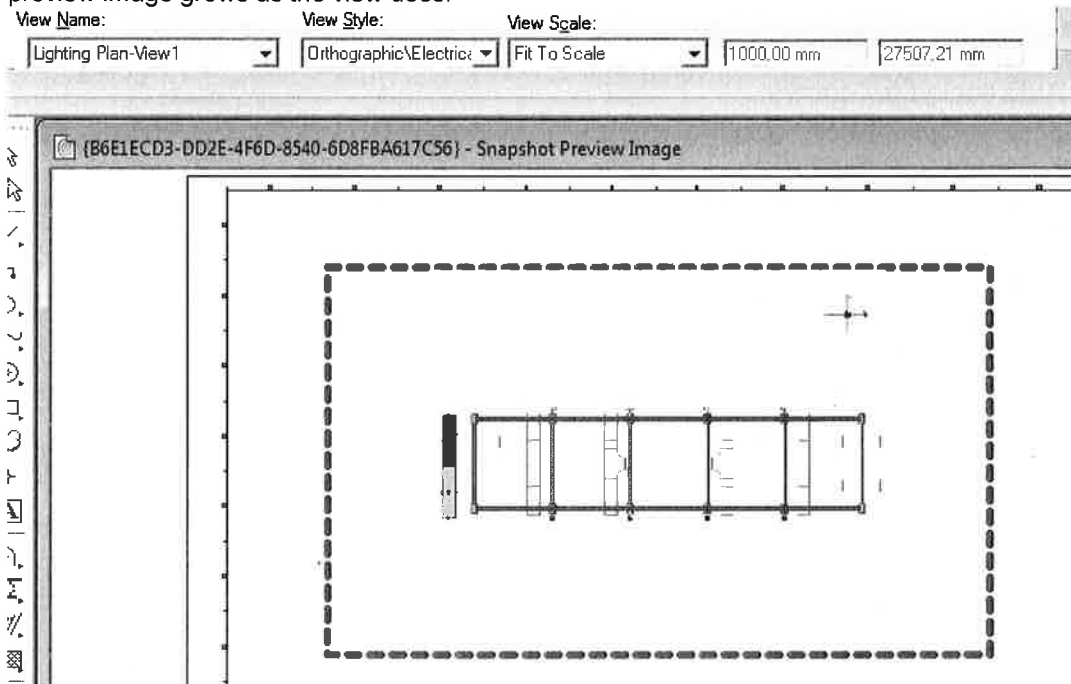 preview image grows as the view does.
View Name:
View Style:
View Scale:
Lighting Plan-View1
Orthographic\Electrica
Fit To Scale
1000.00 mm
27507.21 mm
{B6E1ECD3-DD2E-4F6D-8540-6D8FBA617C56} - Snapshot Preview Image